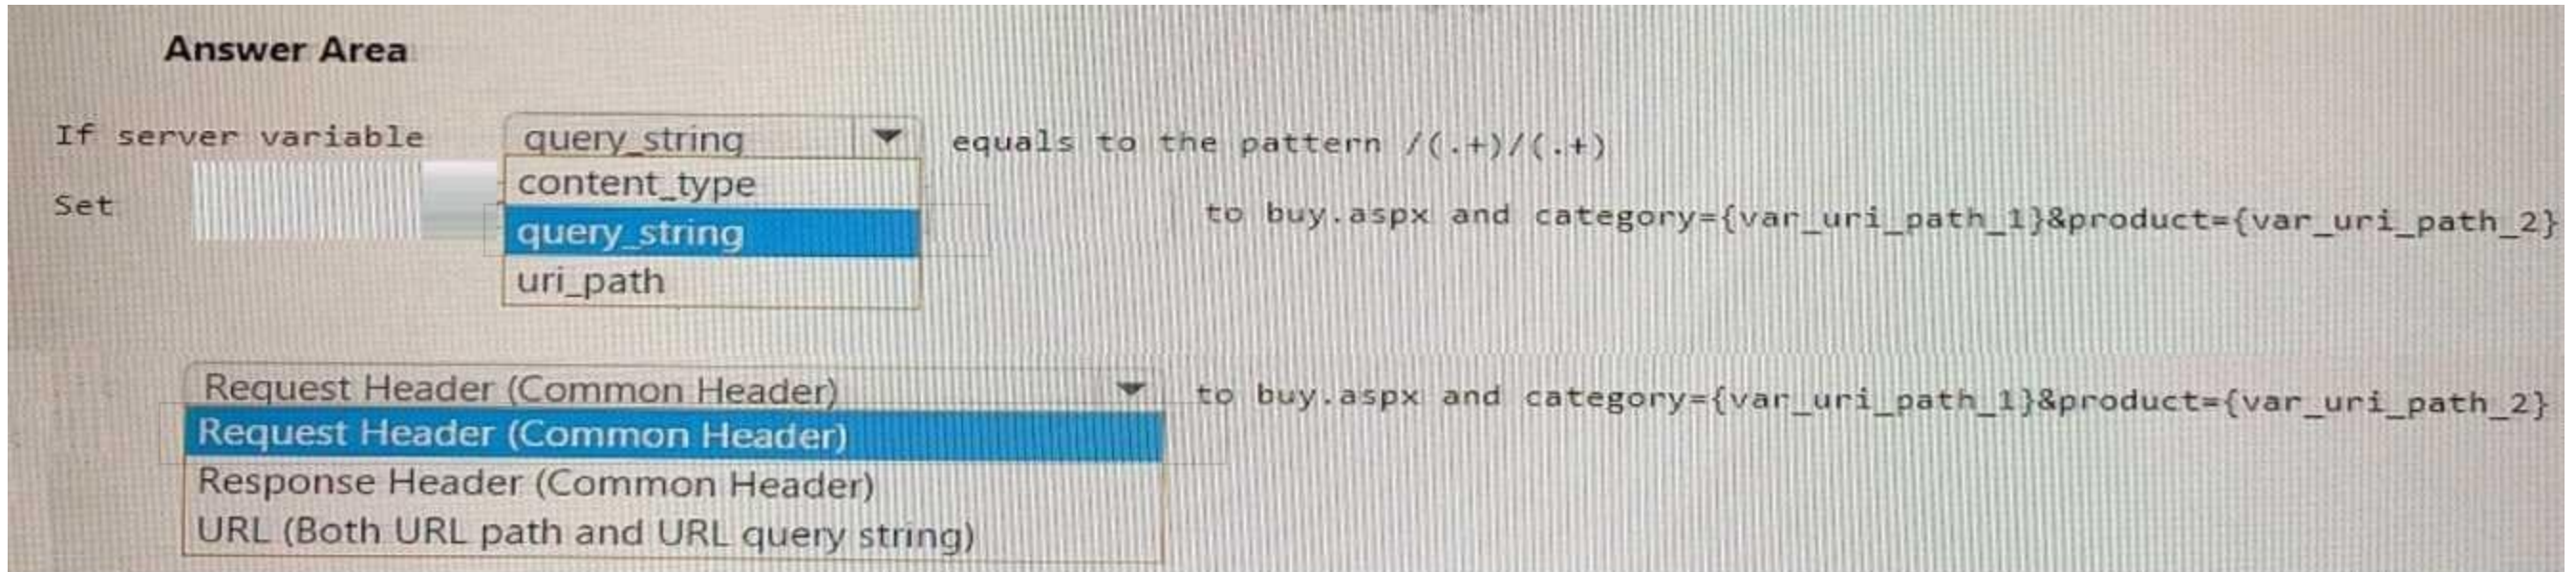 Answer Area
If server variable query_string equals to the pattern /(.+)/(.+)
content_type
Set to buy.aspx and category={var_uri_path_1}&product={var_uri_path_2}
query_string
uri_path
Request Header (Common Header) to buy.aspx and category={var_uri_path_1}&product={var_uri_path_2}
Request Header (Common Header)
Response Header (Common Header)
URL (Both URL path and URL query string)